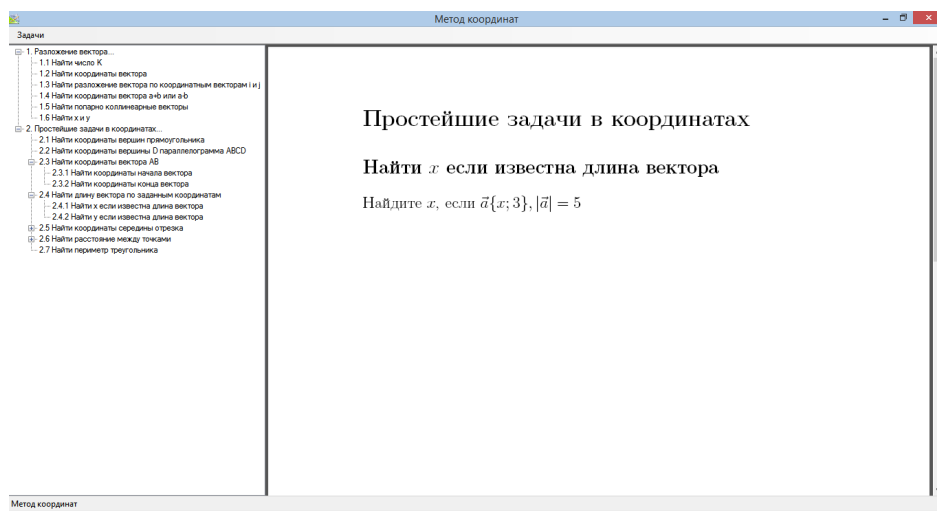 Метод координат
Задачи
1. Разложение вектора...
1.1 Найти число K
1.2 Найти координаты вектора
1.3 Найти разложение вектора по координатным векторам i и j
1.4 Найти координаты вектора a+b или a-b
1.5 Найти попарно коллинеарные векторы
1.6 Найти x и y
2. Простейшие задачи в координатах...
2.1 Найти координаты вершин прямоугольника
2.2 Найти координаты вершины D параллелограмма ABCD
2.3 Найти координаты вектора AB
2.3.1 Найти координаты начала вектора
2.3.2 Найти координаты конца вектора
2.4 Найти длину вектора по заданным координатам
2.4.1 Найти x если известна длина вектора
2.4.2 Найти y если известна длина вектора
2.5 Найти координаты середины отрезка
2.6 Найти расстояние между точками
2.7 Найти периметр треугольника
Простейшие задачи в координатах
Найти x если известна длина вектора
Найдите x, если a⃗{x; 3}, |a⃗| = 5
Метод координат